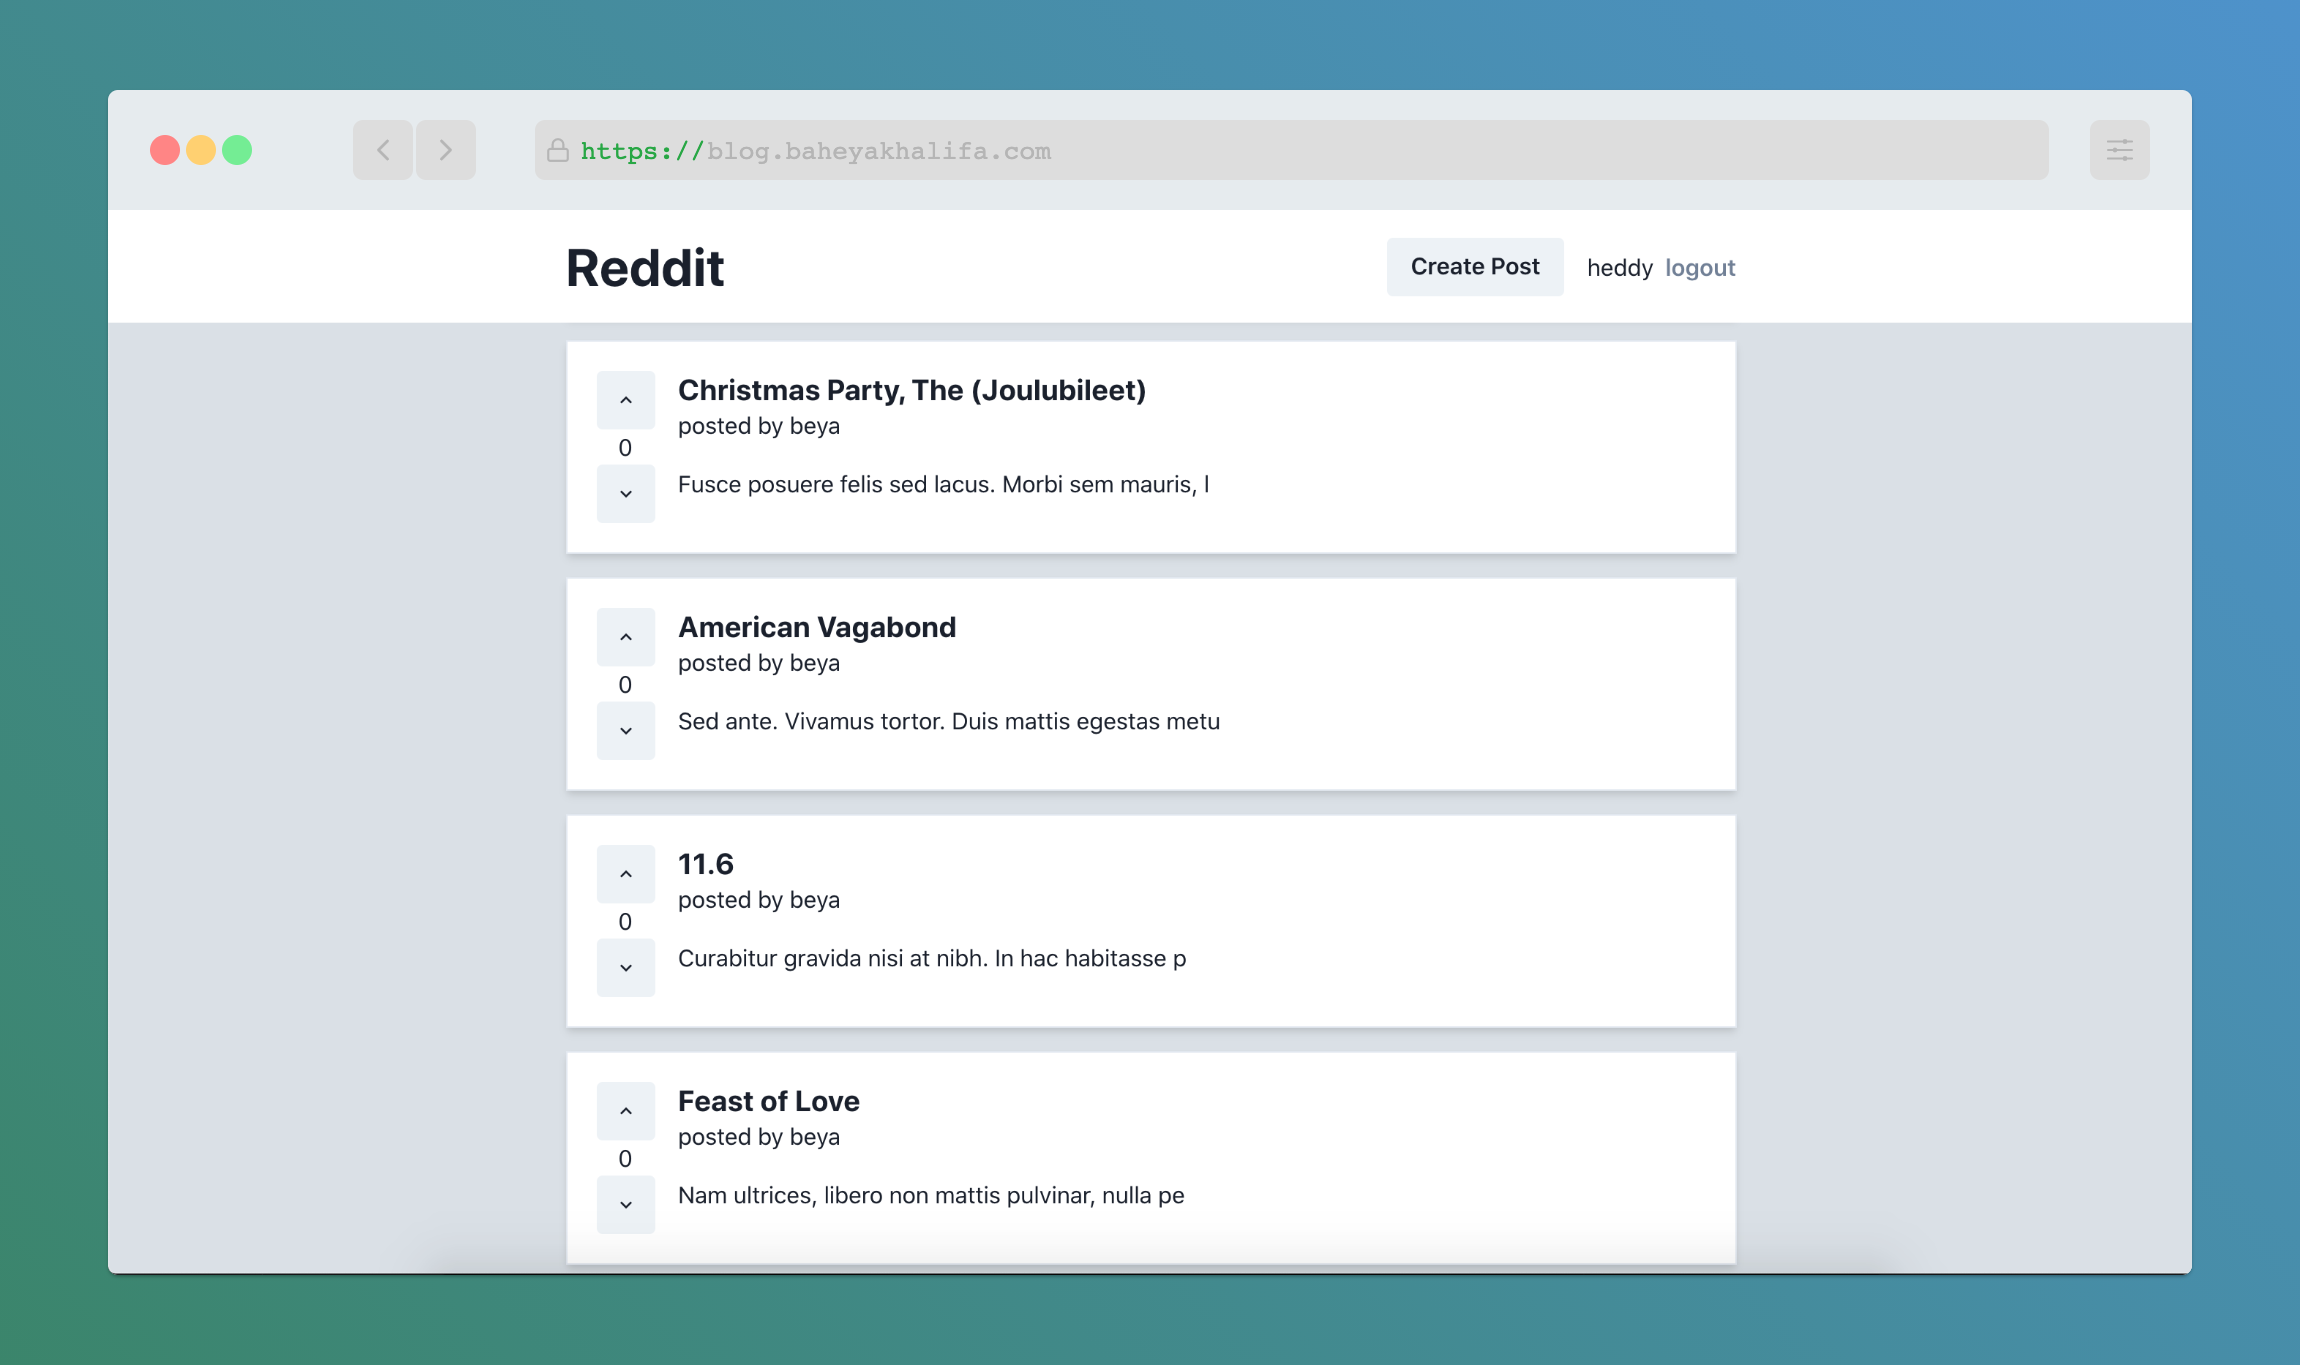 https://blog.baheyakhalifa.com
Reddit
Create Post
heddy logout
Christmas Party, The (Joulubileet)
posted by beya
0
Fusce posuere felis sed lacus. Morbi sem mauris, l
American Vagabond
posted by beya
0
Sed ante. Vivamus tortor. Duis mattis egestas metu
11.6
posted by beya
0
Curabitur gravida nisi at nibh. In hac habitasse p
Feast of Love
posted by beya
0
Nam ultrices, libero non mattis pulvinar, nulla pe